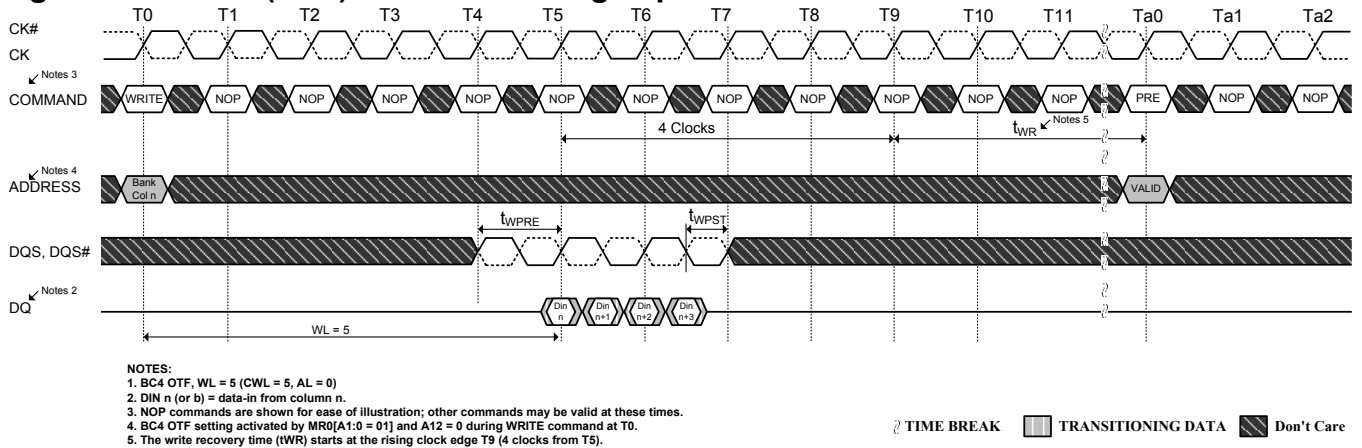 T0 T1 T2 T3 T4 T5 T6 T7 T8 T9 T10 T11 Ta0 Ta1 Ta2
CK#
CK
Notes 3
COMMAND WRITE NOP NOP NOP NOP NOP NOP NOP NOP NOP NOP NOP PRE NOP NOP
4 Clocks tWR Notes 5
Notes 4
ADDRESS Bank Col n VALID
tWPRE tWPST
DQS, DQS#
Notes 2
DQ Din n Din n+1 Din n+2 Din n+3
WL = 5
NOTES:
1. BC4 OTF, WL = 5 (CWL = 5, AL = 0)
2. DIN n (or b) = data-in from column n.
3. NOP commands are shown for ease of illustration; other commands may be valid at these times.
4. BC4 OTF setting activated by MR0[A1:0 = 01] and A12 = 0 during WRITE command at T0.
5. The write recovery time (tWR) starts at the rising clock edge T9 (4 clocks from T5).
TIME BREAK TRANSITIONING DATA Don't Care